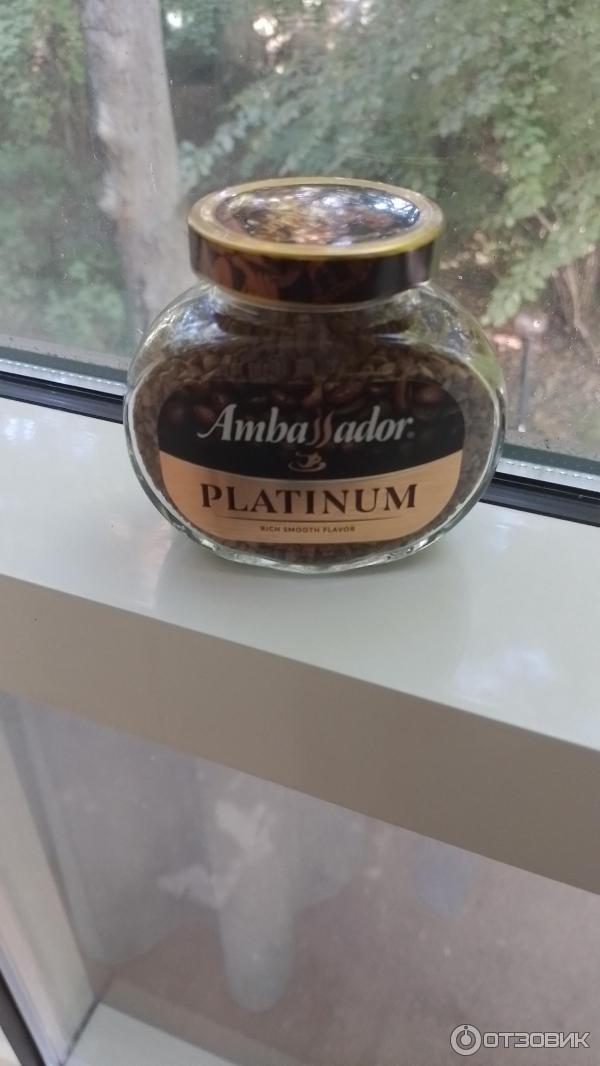 Ambassador®
PLATINUM
RICH SMOOTH FLAVOR
ОТЗОВИК